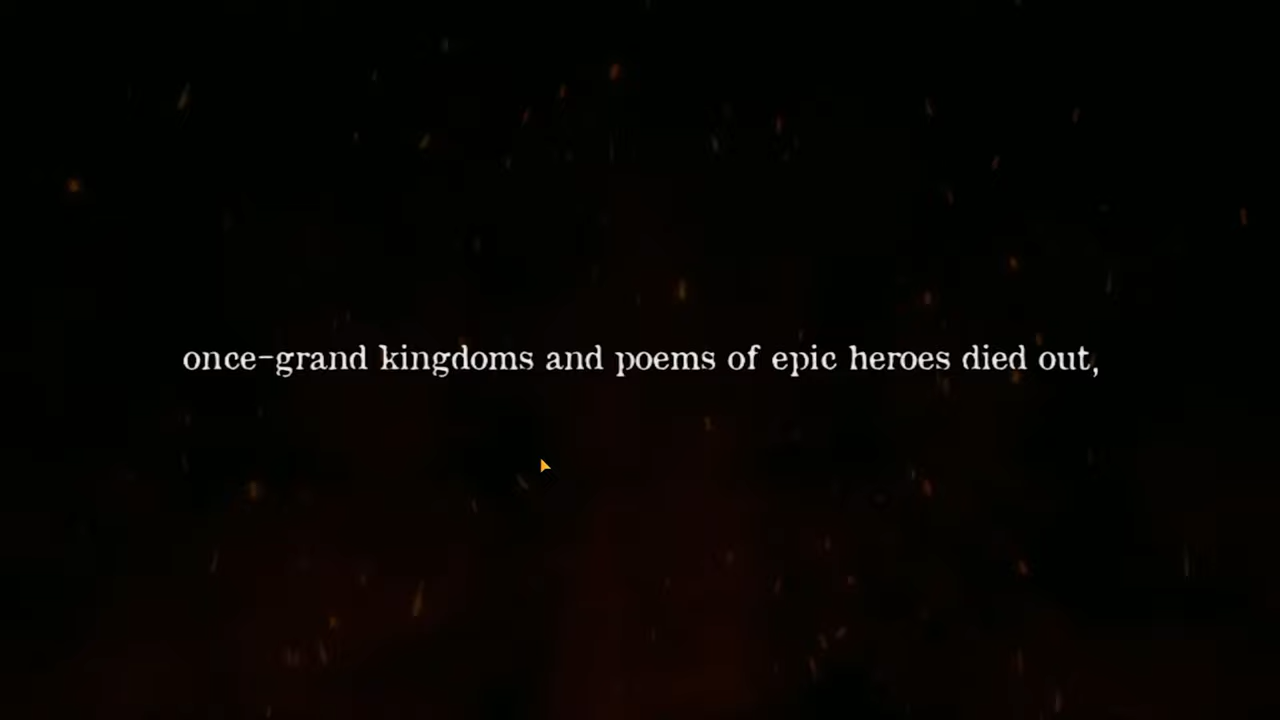 once-grand kingdoms and poems of epic heroes died out,